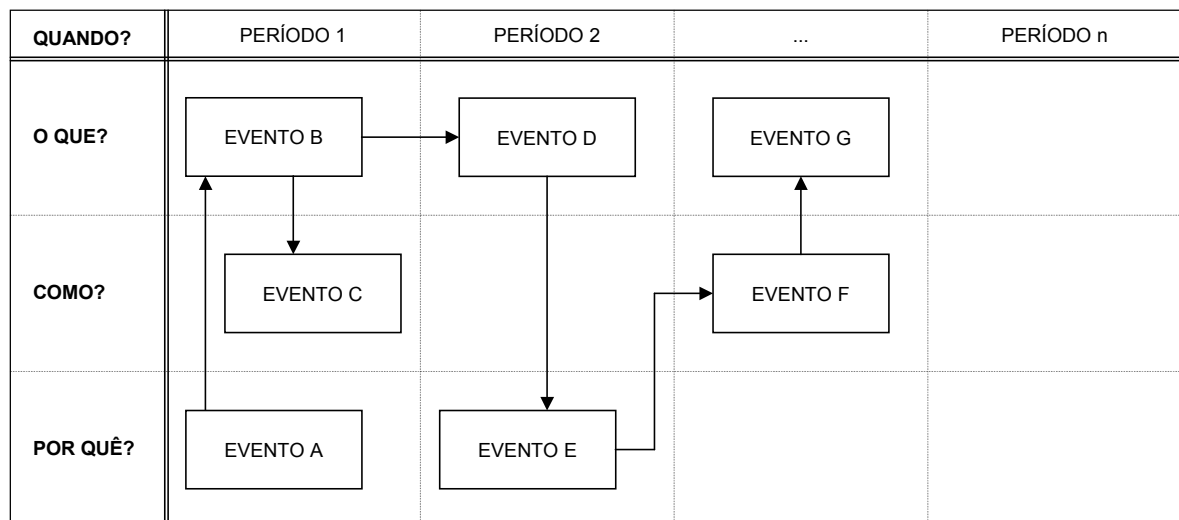 QUANDO?
PERÍODO 1
PERÍODO 2
...
PERÍODO n
O QUE?
EVENTO B
EVENTO D
EVENTO G
COMO?
EVENTO C
EVENTO F
POR QUÊ?
EVENTO A
EVENTO E